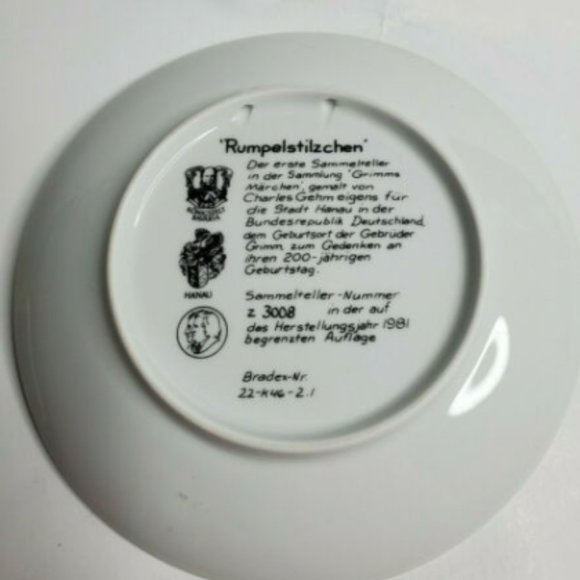 "Rumpelstilzchen"
Der erste Sammelteller
in der Sammlung "Grimms
Märchen", gemalt von
Charles Gehm eigens für
die Stadt Hanau in der
Bundesrepublik Deutschland,
dem Geburtsort der Gebrüder
Grimm, zum Gedenken an
ihren 200-jährigen
Geburtstag.
HANAU
Sammelteller-Nummer
z 3008 in der auf
das Herstellungsjahr 1981
begrenzten Auflage
Bradex-Nr.
22-K46-2.1